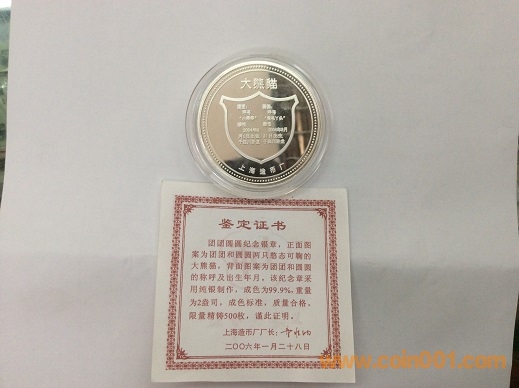 大熊貓
上海造币厂
鉴定证书
团团圆圆纪念银章，正面图
案为团团和圆圆两只憨态可掬的
大熊猫，背面图案为团团和圆圆
的称呼及出生年月，该纪念章采
用纯银制作，成色为99.9%，重量
为2盎司，成色标准，质量合格，
限量精铸500枚，谨此证明。
上海造币厂厂长：
二〇〇六年一月二十八日
www.coin001.com